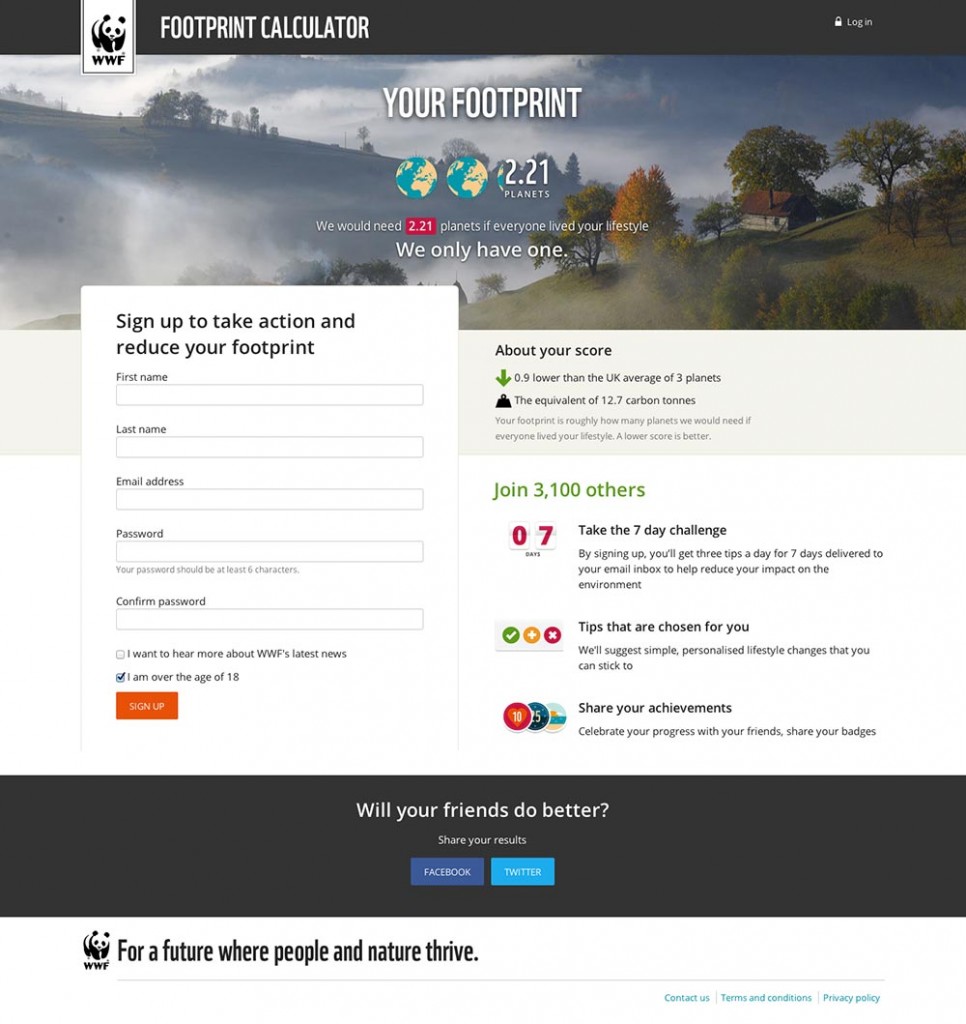 WWF
FOOTPRINT CALCULATOR
Log in
YOUR FOOTPRINT
2.21
PLANETS
We would need 2.21 planets if everyone lived your lifestyle
We only have one.
Sign up to take action and
reduce your footprint
First name
Last name
Email address
Password
Your password should be at least 6 characters.
Confirm password
I want to hear more about WWF's latest news
I am over the age of 18
SIGN UP
About your score
0.9 lower than the UK average of 3 planets
The equivalent of 12.7 carbon tonnes
Your footprint is roughly how many planets we would need if
everyone lived your lifestyle. A lower score is better.
Join 3,100 others
0 7
DAYS
Take the 7 day challenge
By signing up, you'll get three tips a day for 7 days delivered to
your email inbox to help reduce your impact on the
environment
Tips that are chosen for you
We'll suggest simple, personalised lifestyle changes that you
can stick to
10 25
Share your achievements
Celebrate your progress with your friends, share your badges
Will your friends do better?
Share your results
FACEBOOK TWITTER
WWF
For a future where people and nature thrive.
Contact us Terms and conditions Privacy policy